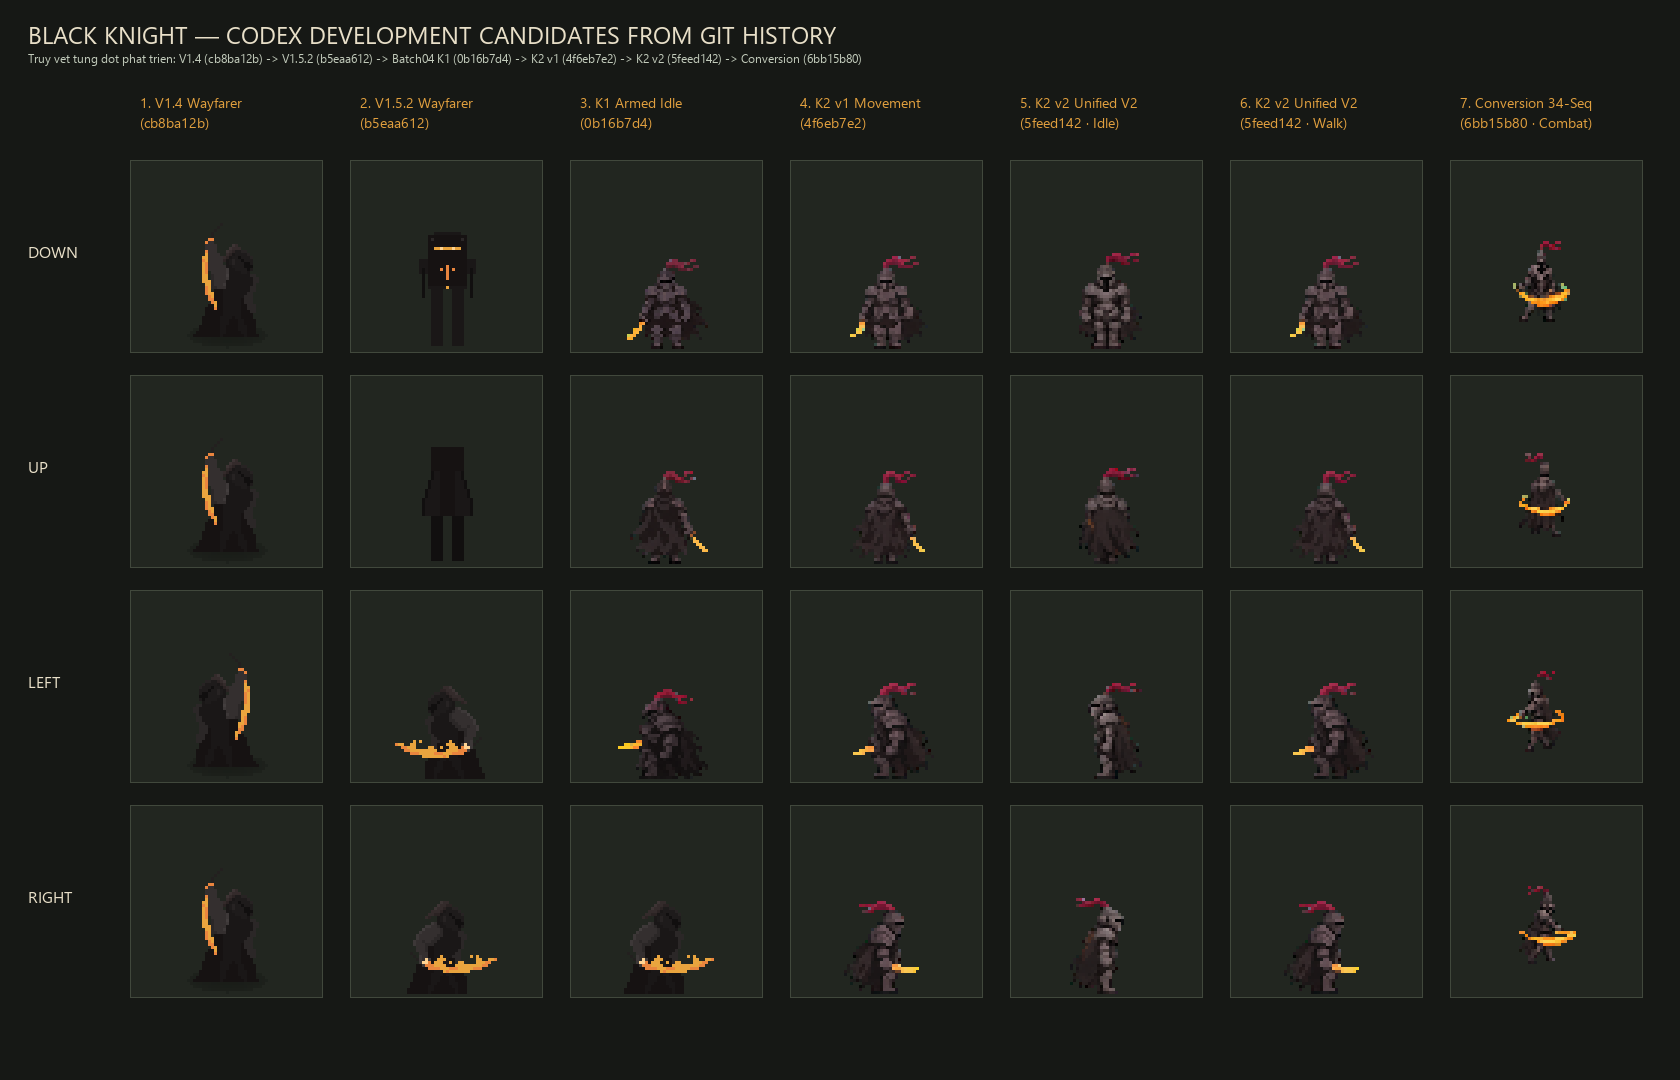 BLACK KNIGHT — CODEX DEVELOPMENT CANDIDATES FROM GIT HISTORY
Truy vet tung dot phat trien: V1.4 (cb8ba12b) -> V1.5.2 (b5eaa612) -> Batch04 K1 (0b16b7d4) -> K2 v1 (4f6eb7e2) -> K2 v2 (5feed142) -> Conversion (6bb15b80)
1. V1.4 Wayfarer
(cb8ba12b)
2. V1.5.2 Wayfarer
(b5eaa612)
3. K1 Armed Idle
(0b16b7d4)
4. K2 v1 Movement
(4f6eb7e2)
5. K2 v2 Unified V2
(5feed142 · Idle)
6. K2 v2 Unified V2
(5feed142 · Walk)
7. Conversion 34-Seq
(6bb15b80 · Combat)
DOWN
UP
LEFT
RIGHT